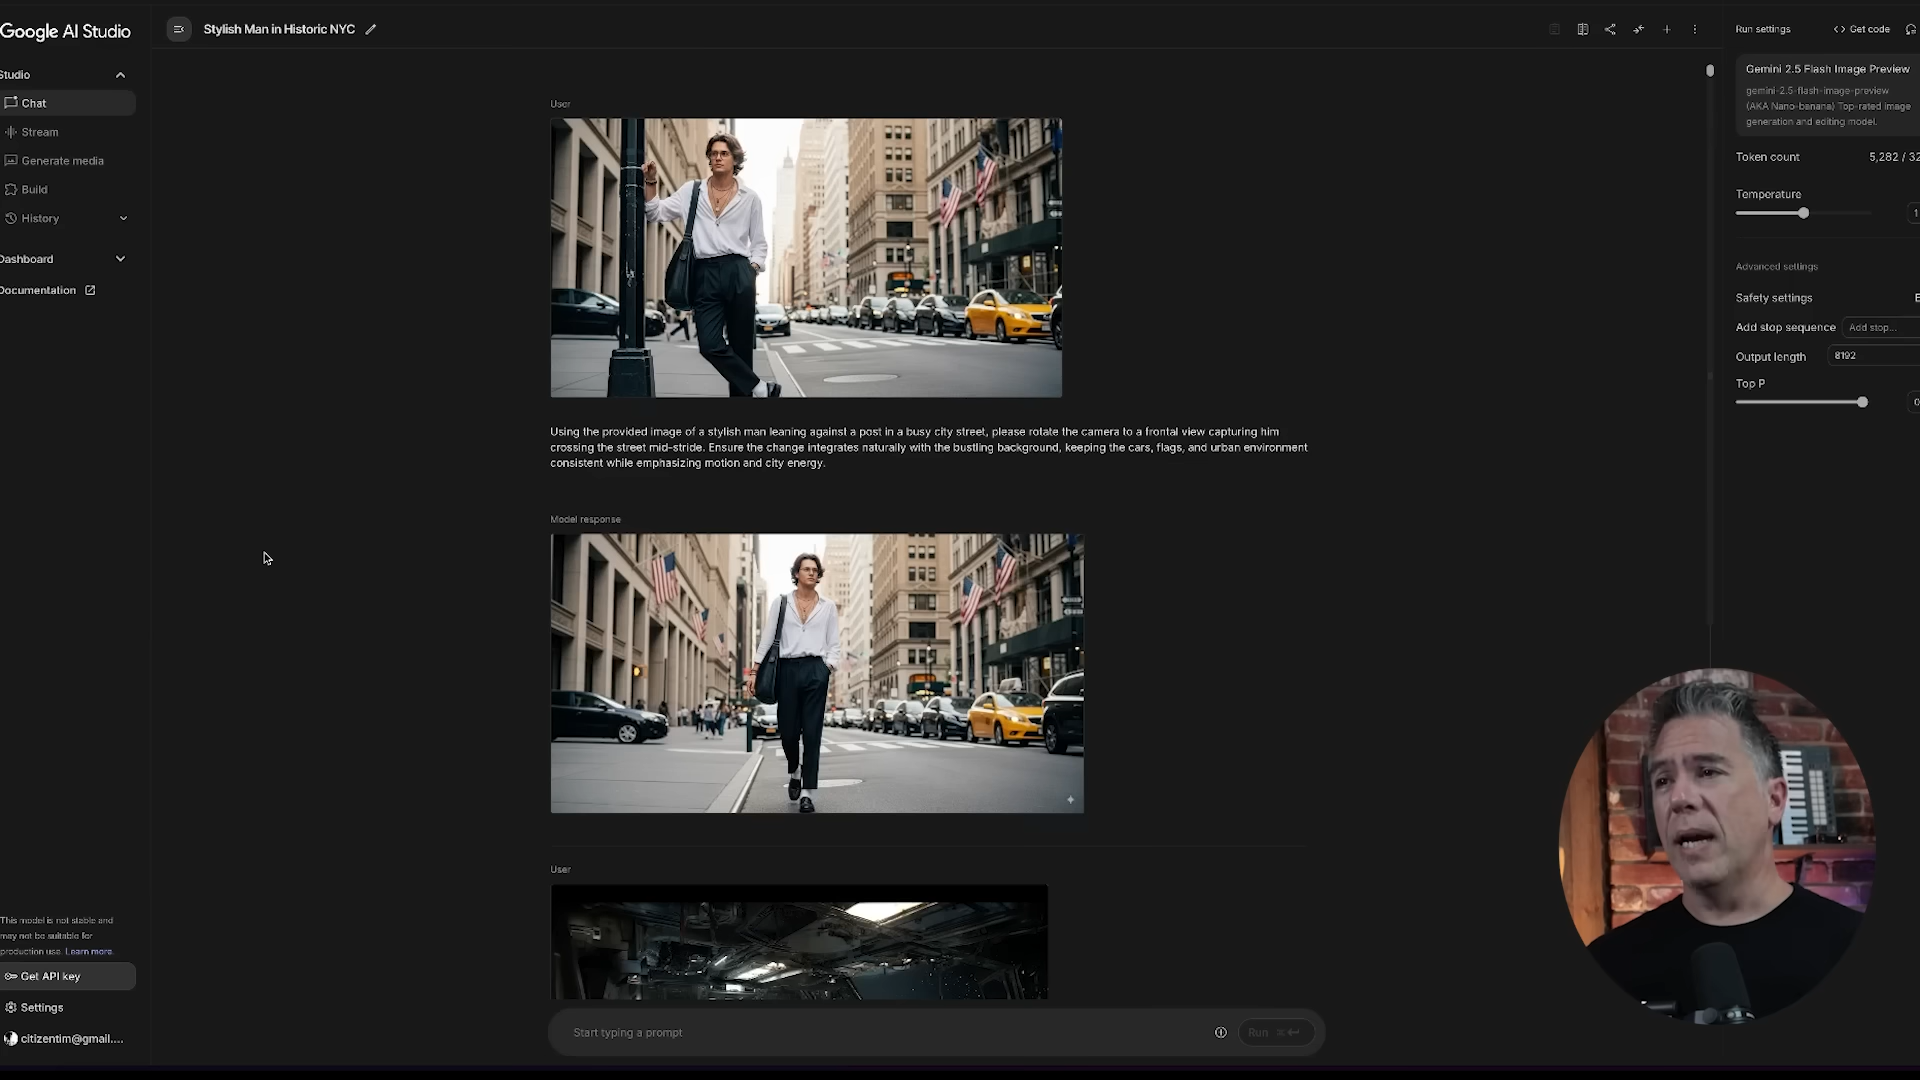 Google AI Studio
Studio
Chat
Stream
Generate media
Build
History
Dashboard
Documentation
This model is not stable and
may not be suitable for
production use. Learn more.
Get API key
Settings
citizentim@gmail....
Stylish Man in Historic NYC
User
Using the provided image of a stylish man leaning against a post in a busy city street, please rotate the camera to a frontal view capturing him
crossing the street mid-stride. Ensure the change integrates naturally with the bustling background, keeping the cars, flags, and urban environment
consistent while emphasizing motion and city energy.
Model response
User
Start typing a prompt
Run
Run settings
Get code
Gemini 2.5 Flash Image Preview
gemini-2.5-flash-image-preview
(AKA Nano-banana) Top-rated image
generation and editing model.
Token count 5,282 / 32
Temperature
1
Advanced settings
Safety settings
Add stop sequence Add stop...
Output length 8192
Top P
0